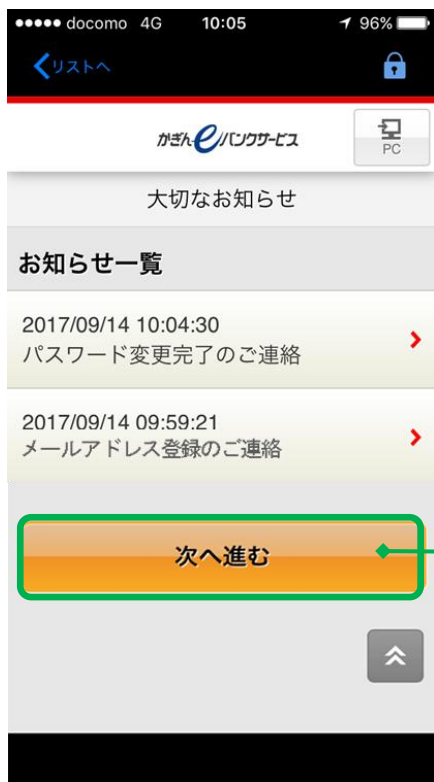 docomo 4G 10:05 96%
リストへ
かぎん eバンクサービス
PC
大切なお知らせ
お知らせ一覧
2017/09/14 10:04:30
パスワード変更完了のご連絡
2017/09/14 09:59:21
メールアドレス登録のご連絡
次へ進む